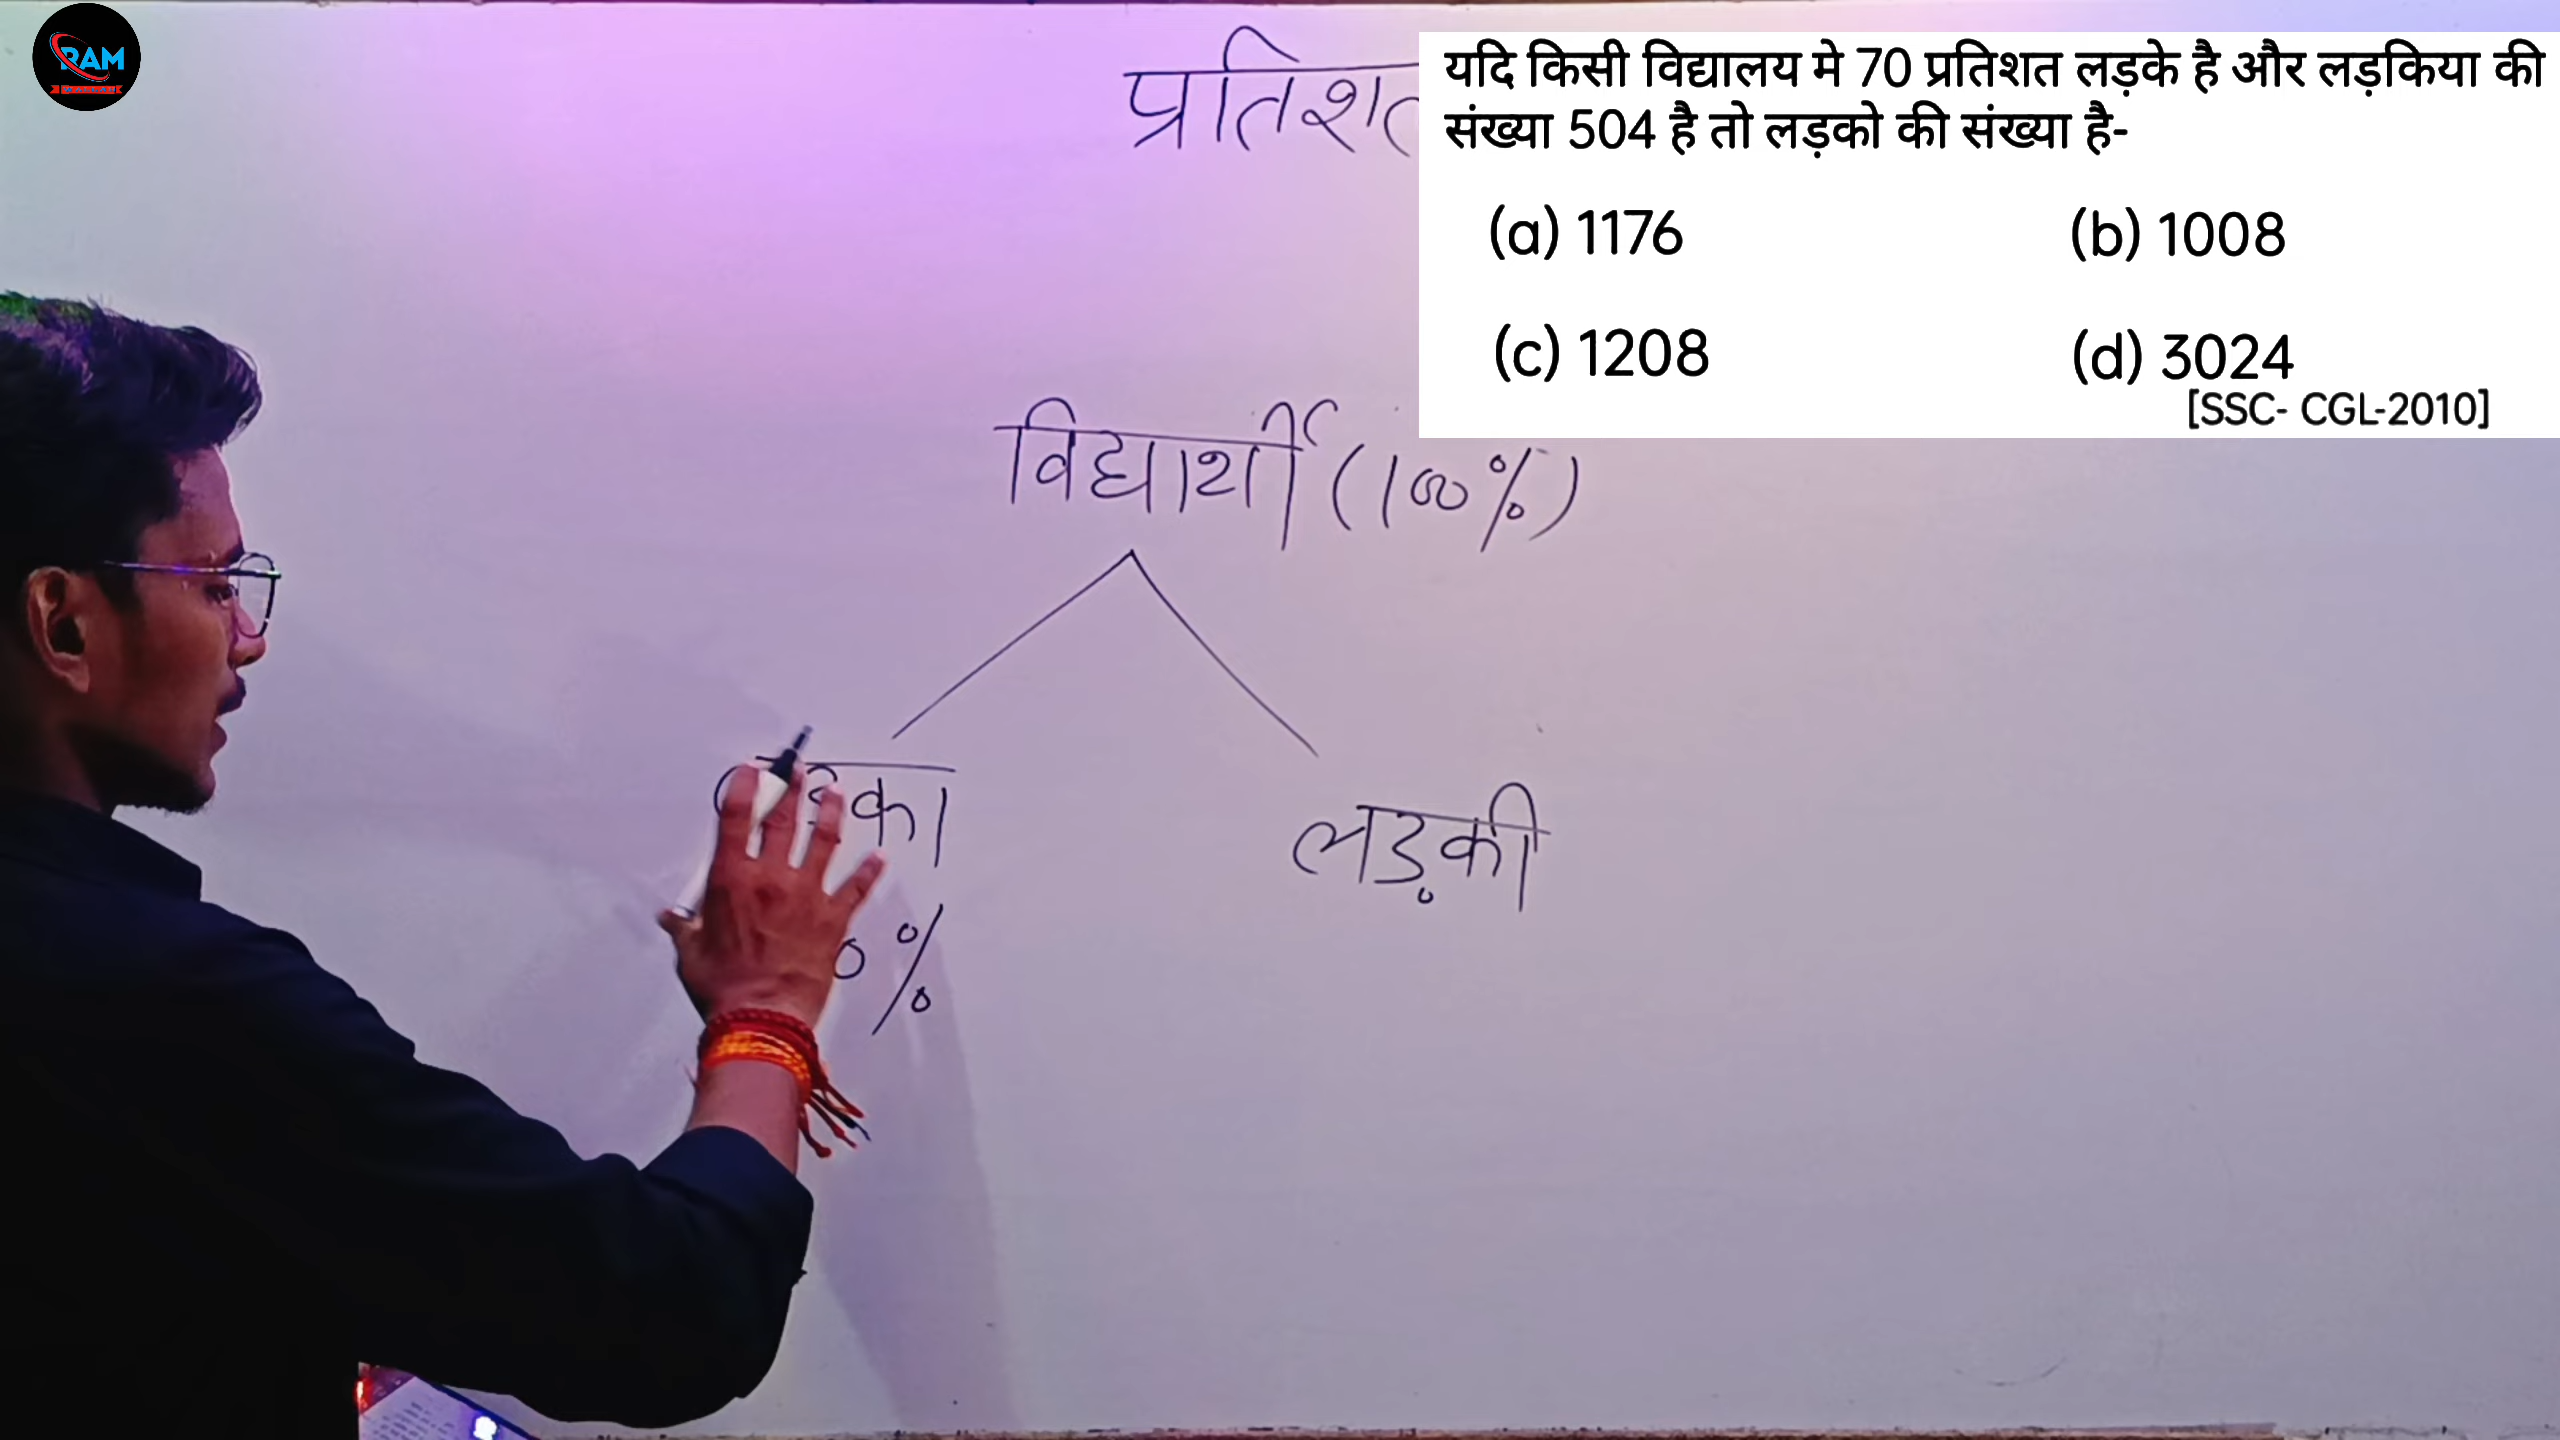 RAM
प्रतिशत
यदि किसी विद्यालय मे 70 प्रतिशत लड़के है और लड़किया की
संख्या 504 है तो लड़को की संख्या है-
(a) 1176 (b) 1008
(c) 1208 (d) 3024
[SSC- CGL-2010]
विद्यार्थी (100%)
लड़की
0%